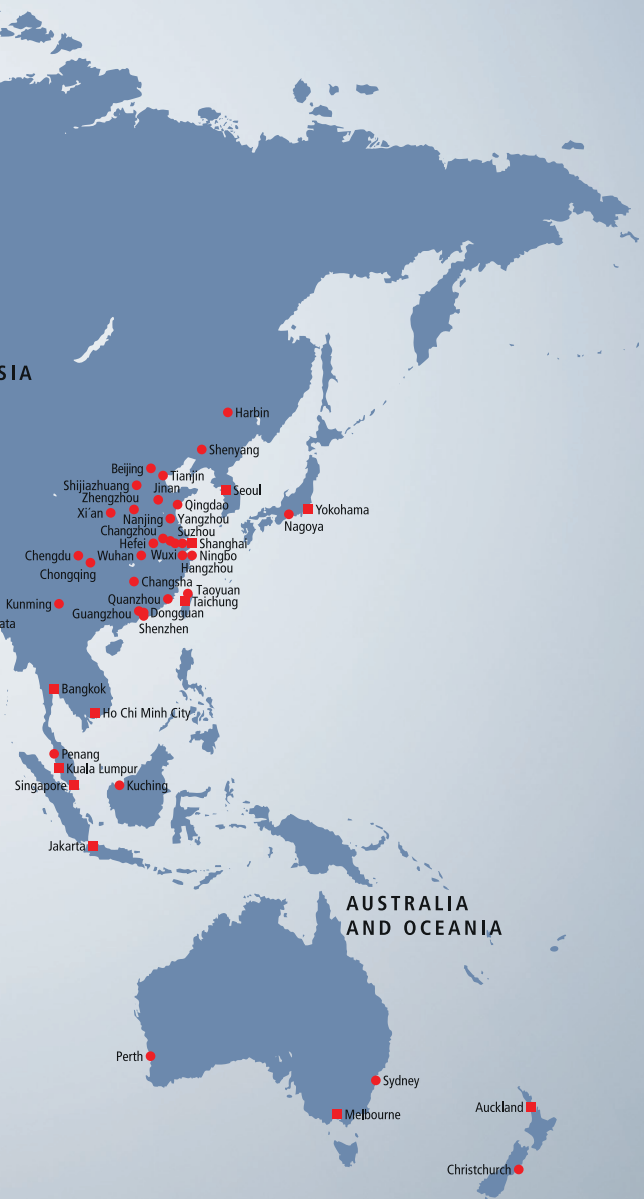 SIA
Harbin
Shenyang
Beijing
Tianjin
Shijiazhuang
Jinan
Seoul
Zhengzhou
Qingdao
Yokohama
Xi´an
Nanjing
Yangzhou
Nagoya
Changzhou
Suzhou
Hefei
Shanghai
Chengdu
Wuhan
Wuxi
Ningbo
Chongqing
Hangzhou
Changsha
Taoyuan
Quanzhou
Taichung
Kunming
Guangzhou
Dongguan
ata
Shenzhen
Bangkok
Ho Chi Minh City
Penang
Kuala Lumpur
Singapore
Kuching
Jakarta
AUSTRALIA
AND OCEANIA
Perth
Sydney
Auckland
Melbourne
Christchurch